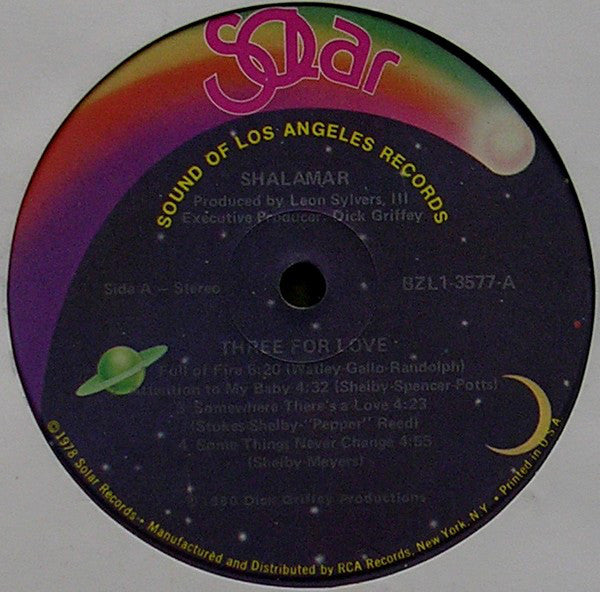 SOlar
SOUND OF LOS ANGELES RECORDS
SHALAMAR
Produced by Leon Sylvers, III
Executive Producer: Dick Griffey
Side A — Stereo
BZL1-3577-A
THREE FOR LOVE
Full of Fire 6:20 (Watley-Gallo-Randolph)
Attention to My Baby 4:32 (Shelby-Spencer-Potts)
3 Somewhere There's a Love 4:23
(Stokes-Shelby-"Pepper" Reed)
4 Some Things Never Change 4:55
(Shelby-Meyers)
1980 Dick Griffey Productions
©1978 Solar Records • Manufactured and Distributed by RCA Records, New York, N.Y. • Printed in U.S.A.